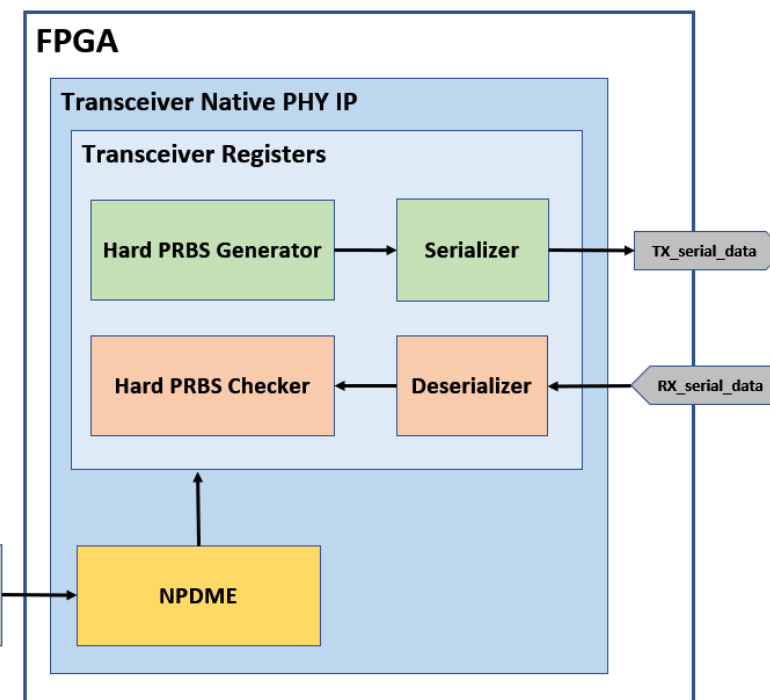 FPGA
Transceiver Native PHY IP
Transceiver Registers
Hard PRBS Generator
Serializer
TX_serial_data
Hard PRBS Checker
Deserializer
RX_serial_data
NPDME